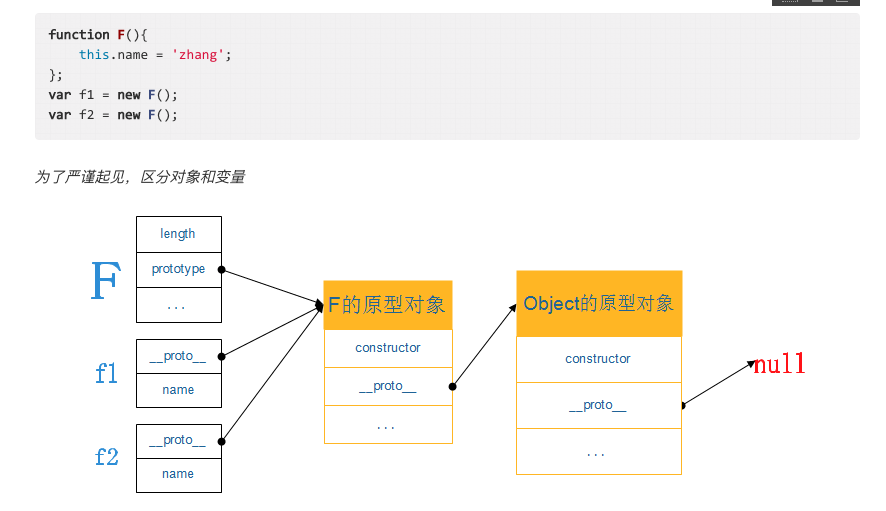 function F(){
    this.name = 'zhang';
};
var f1 = new F();
var f2 = new F();
为了严谨起见，区分对象和变量
F
length
prototype
...
f1
__proto__
name
f2
__proto__
name
F的原型对象
constructor
__proto__
...
Object的原型对象
constructor
__proto__
...
null